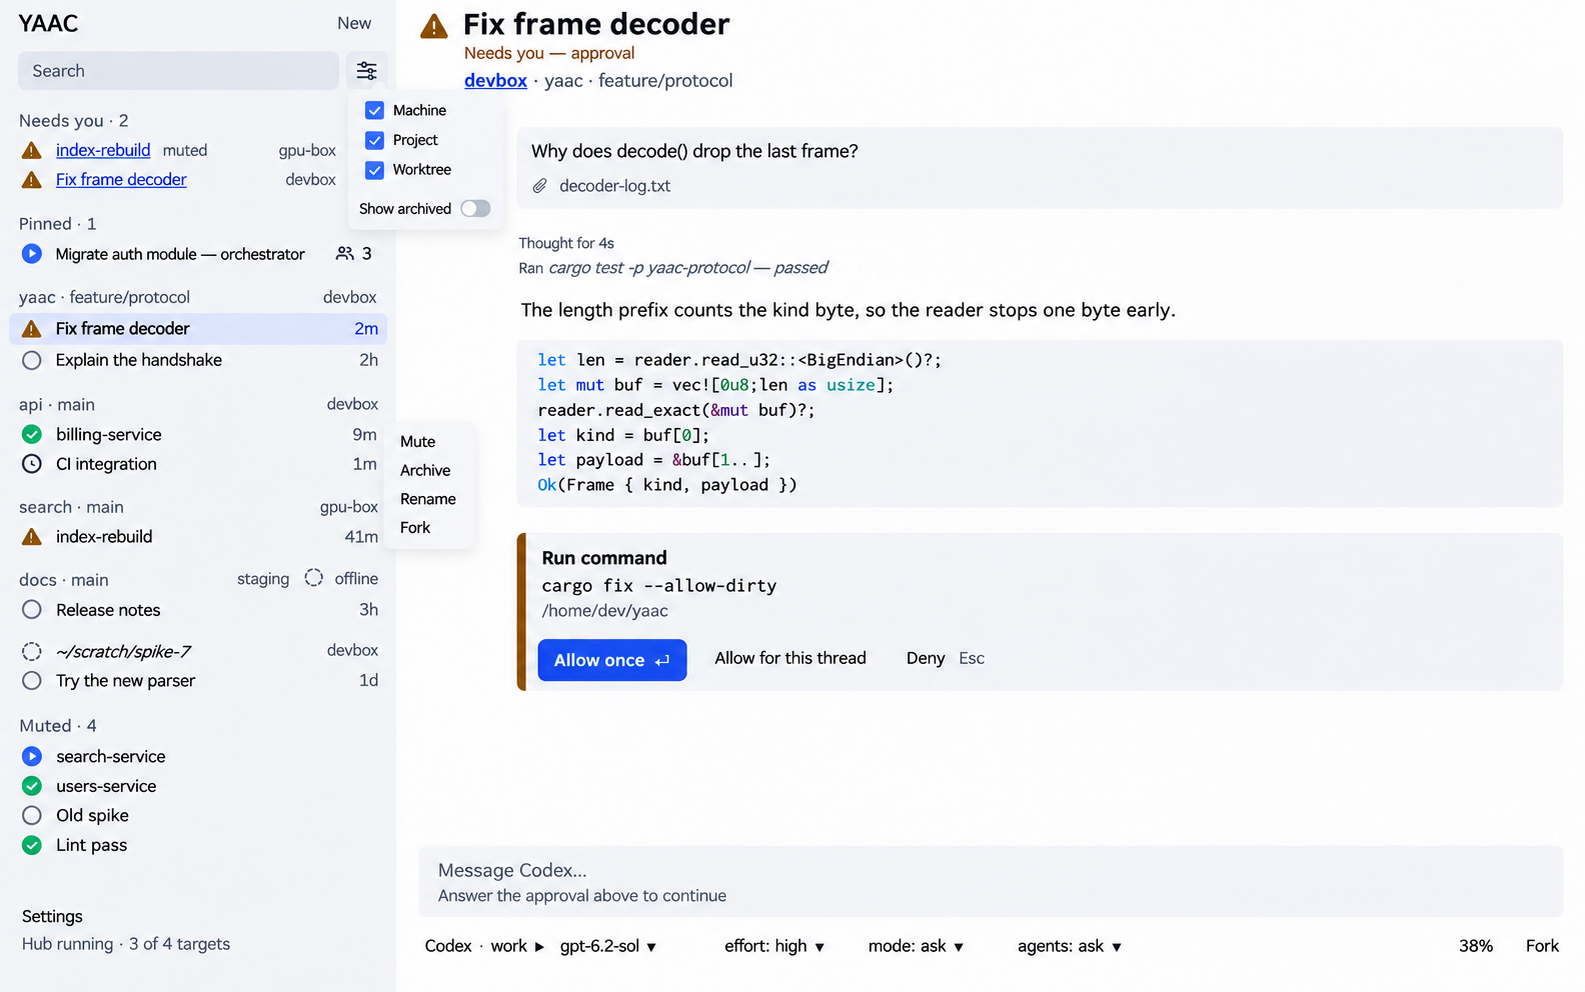 YAAC
New
Search
Machine
Project
Worktree
Show archived
Needs you · 2
index-rebuild muted gpu-box
Fix frame decoder devbox
Pinned · 1
Migrate auth module — orchestrator 3
yaac · feature/protocol devbox
Fix frame decoder 2m
Explain the handshake 2h
api · main devbox
billing-service 9m
CI integration 1m
Mute
Archive
Rename
Fork
search · main gpu-box
index-rebuild 41m
docs · main staging offline
Release notes 3h
~/scratch/spike-7 devbox
Try the new parser 1d
Muted · 4
search-service
users-service
Old spike
Lint pass
Settings
Hub running · 3 of 4 targets
Fix frame decoder
Needs you — approval
devbox · yaac · feature/protocol
Why does decode() drop the last frame?
decoder-log.txt
Thought for 4s
Ran cargo test -p yaac-protocol — passed
The length prefix counts the kind byte, so the reader stops one byte early.
let len = reader.read_u32::<BigEndian>()?;
let mut buf = vec![0u8;len as usize];
reader.read_exact(&mut buf)?;
let kind = buf[0];
let payload = &buf[1.. ];
Ok(Frame { kind, payload })
Run command
cargo fix --allow-dirty
/home/dev/yaac
Allow once ↵ Allow for this thread Deny Esc
Message Codex...
Answer the approval above to continue
Codex · work ▶ gpt-6.2-sol ▼ effort: high ▼ mode: ask ▼ agents: ask ▼ 38% Fork